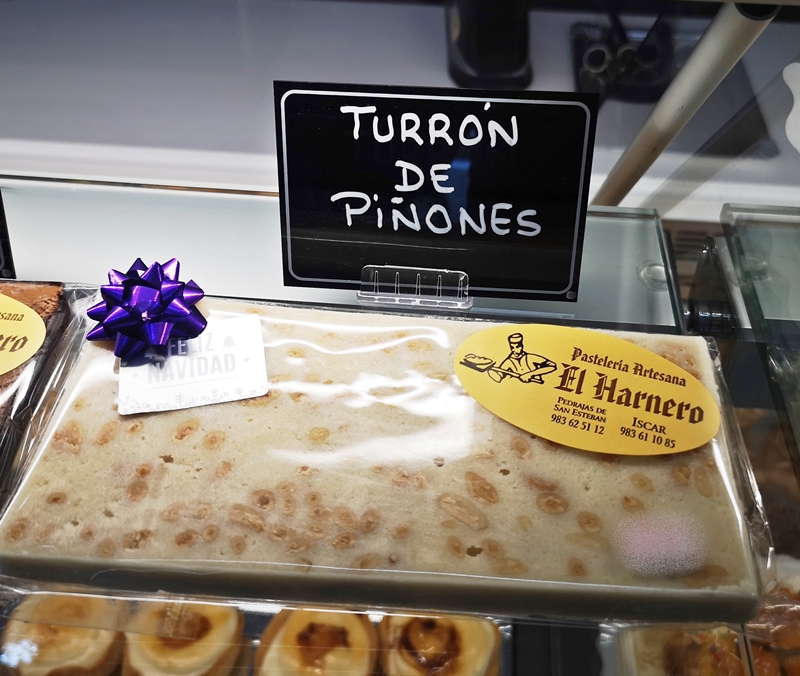 TURRÓN
DE
PIÑONES
FELIZ
NAVIDAD
Pastelería Artesana
El Harnero
PEDRAJAS DE
SAN ESTEBAN
983 62 51 12
ISCAR
983 61 10 85